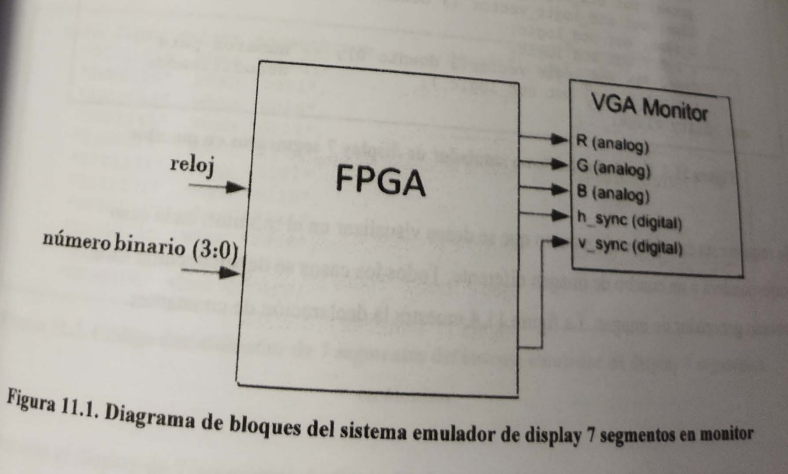 VGA Monitor
R (analog)
reloj
G (analog)
FPGA
B (analog)
h_sync (digital)
número binario (3:0)
v_sync (digital)
Figura 11.1. Diagrama de bloques del sistema emulador de display 7 segmentos en monitor